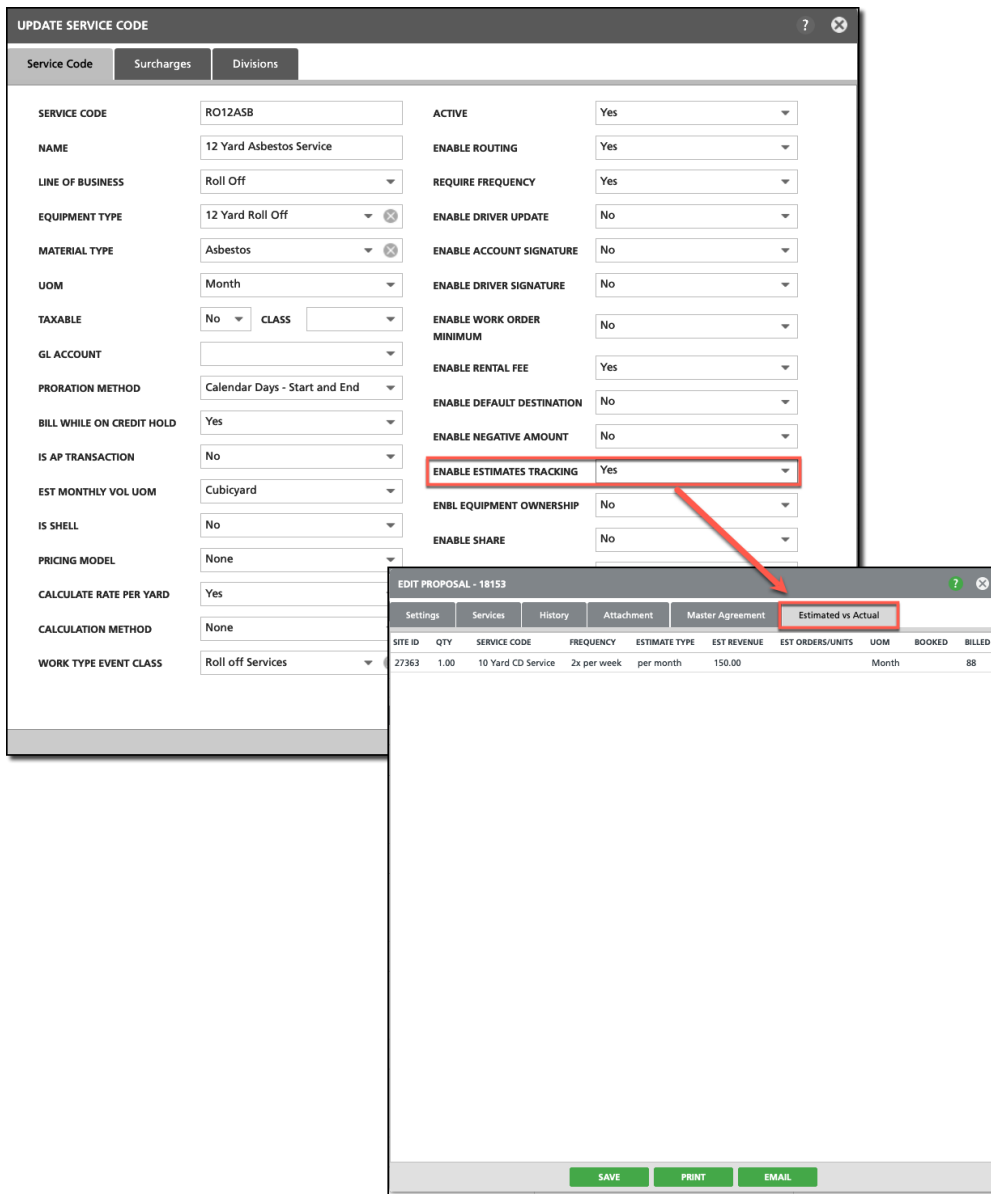 UPDATE SERVICE CODE ?
Service Code Surcharges Divisions
SERVICE CODE RO12ASB
NAME 12 Yard Asbestos Service
LINE OF BUSINESS Roll Off
EQUIPMENT TYPE 12 Yard Roll Off
MATERIAL TYPE Asbestos
UOM Month
TAXABLE No CLASS
GL ACCOUNT
PRORATION METHOD Calendar Days - Start and End
BILL WHILE ON CREDIT HOLD Yes
IS AP TRANSACTION No
EST MONTHLY VOL UOM Cubicyard
IS SHELL No
PRICING MODEL None
CALCULATE RATE PER YARD Yes
CALCULATION METHOD None
WORK TYPE EVENT CLASS Roll off Services
ACTIVE Yes
ENABLE ROUTING Yes
REQUIRE FREQUENCY Yes
ENABLE DRIVER UPDATE No
ENABLE ACCOUNT SIGNATURE No
ENABLE DRIVER SIGNATURE No
ENABLE WORK ORDER
MINIMUM No
ENABLE RENTAL FEE Yes
ENABLE DEFAULT DESTINATION No
ENABLE NEGATIVE AMOUNT No
ENABLE ESTIMATES TRACKING Yes
ENBL EQUIPMENT OWNERSHIP No
ENABLE SHARE No
EDIT PROPOSAL - 18153 ?
Settings Services History Attachment Master Agreement Estimated vs Actual
SITE ID QTY SERVICE CODE FREQUENCY ESTIMATE TYPE EST REVENUE EST ORDERS/UNITS UOM BOOKED BILLED
27363 1.00 10 Yard CD Service 2x per week per month 150.00 Month 88
SAVE PRINT EMAIL